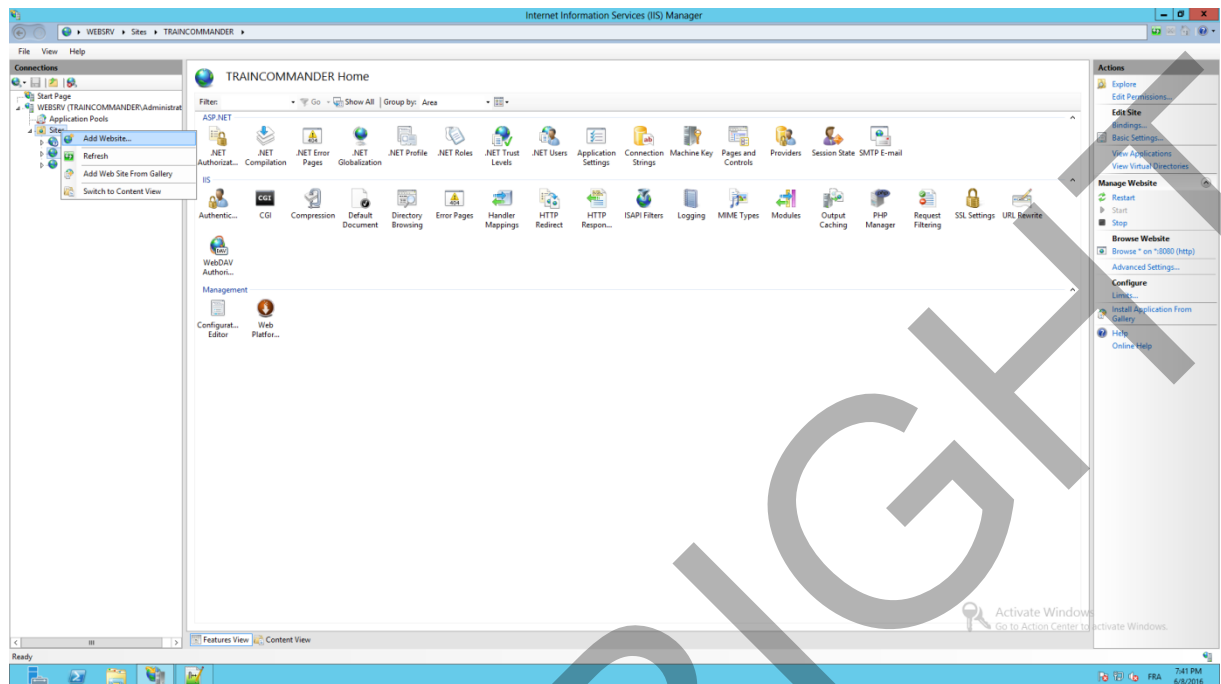 Internet Information Services (IIS) Manager
WEBSRV Sites TRAINCOMMANDER
File View Help
Connections
Start Page
WEBSRV (TRAINCOMMANDER\Administrat
Application Pools
Sites
Add Website...
Refresh
Add Web Site From Gallery
Switch to Content View
TRAINCOMMANDER Home
Filter: Go Show All Group by: Area
ASP.NET
.NET Authorizat...
.NET Compilation
.NET Error Pages
.NET Globalization
.NET Profile
.NET Roles
.NET Trust Levels
.NET Users
Application Settings
Connection Strings
Machine Key
Pages and Controls
Providers
Session State
SMTP E-mail
IIS
Authentic...
CGI
Compression
Default Document
Directory Browsing
Error Pages
Handler Mappings
HTTP Redirect
HTTP Respon...
ISAPI Filters
Logging
MIME Types
Modules
Output Caching
PHP Manager
Request Filtering
SSL Settings
URL Rewrite
WebDAV Authori...
Management
Configurat... Editor
Web Platfor...
Actions
Explore
Edit Permissions...
Edit Site
Bindings...
Basic Settings...
View Applications
View Virtual Directories
Manage Website
Restart
Start
Stop
Browse Website
Browse * on *:8080 (http)
Advanced Settings...
Configure
Limits...
Install Application From Gallery
Help
Online Help
Activate Windows
Go to Action Center to activate Windows.
Features View Content View
Ready
FRA
7:41 PM
6/8/2016
PIGHT